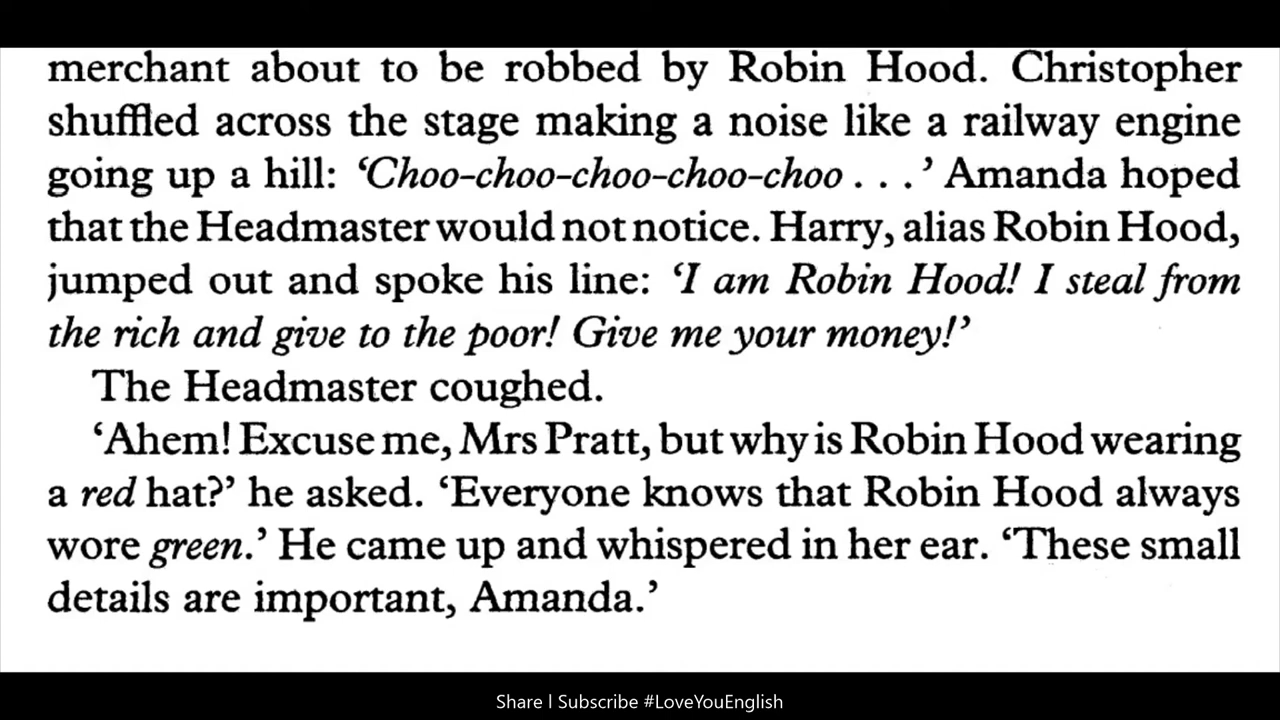 merchant about to be robbed by Robin Hood. Christopher
shuffled across the stage making a noise like a railway engine
going up a hill: ‘Choo-choo-choo-choo-choo . . .’ Amanda hoped
that the Headmaster would not notice. Harry, alias Robin Hood,
jumped out and spoke his line: ‘I am Robin Hood! I steal from
the rich and give to the poor! Give me your money!’
The Headmaster coughed.
‘Ahem! Excuse me, Mrs Pratt, but why is Robin Hood wearing
a red hat?’ he asked. ‘Everyone knows that Robin Hood always
wore green.’ He came up and whispered in her ear. ‘These small
details are important, Amanda.’
Share l Subscribe #LoveYouEnglish